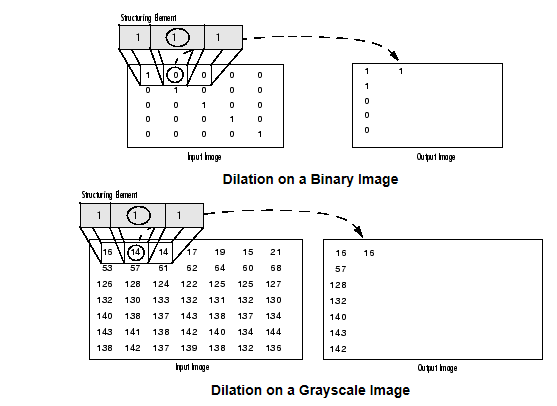 Structuring Element
1 1 1
1 0 0 0 0
0 1 0 0 0
0 0 1 0 0
0 0 0 1 0
0 0 0 0 1
Input Image
1 1
1
0
0
0
Output Image
Dilation on a Binary Image
Structuring Element
1 1 1
16 14 14 17 19 15 21
53 57 61 62 64 60 68
126 128 124 122 125 125 127
132 130 133 132 131 132 130
140 138 137 143 138 137 134
143 141 138 142 140 134 144
138 142 137 139 138 132 136
Input Image
16 16
57
128
132
140
143
142
Output Image
Dilation on a Grayscale Image